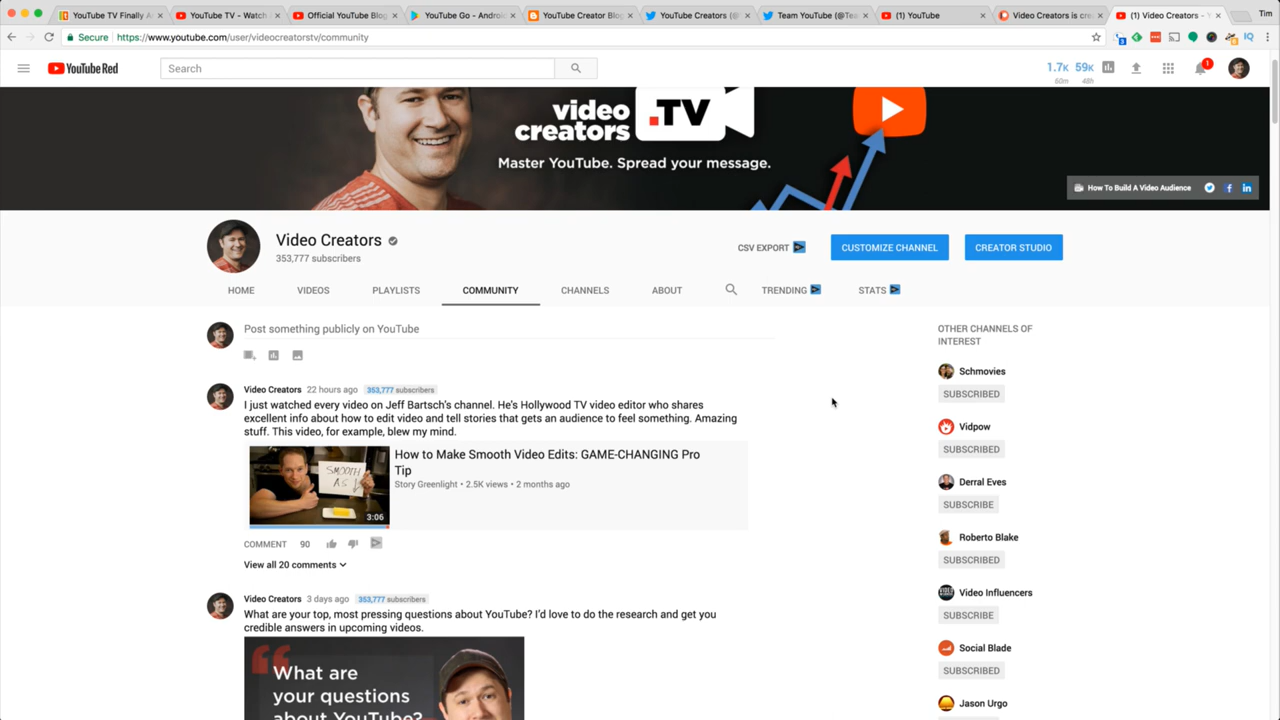 YouTube TV Finally A
YouTube TV - Watch
Official YouTube Blog
YouTube Go - Android
YouTube Creator Blog
YouTube Creators (@
Team YouTube (@Tea
(1) YouTube
Video Creators is cre
(1) Video Creators - Y
Tim
Secure
https://www.youtube.com/user/videocreatorstv/community
YouTube Red
Search
1.7K 59K
60m 48h
1
video
creators
.TV
Master YouTube. Spread your message.
How To Build A Video Audience
Video Creators
353,777 subscribers
CSV EXPORT
CUSTOMIZE CHANNEL
CREATOR STUDIO
HOME VIDEOS PLAYLISTS COMMUNITY CHANNELS ABOUT TRENDING STATS
Post something publicly on YouTube
Video Creators 22 hours ago 353,777 subscribers
I just watched every video on Jeff Bartsch's channel. He's Hollywood TV video editor who shares
excellent info about how to edit video and tell stories that gets an audience to feel something. Amazing
stuff. This video, for example, blew my mind.
SMOOTH
3:06
How to Make Smooth Video Edits: GAME-CHANGING Pro
Tip
Story Greenlight • 2.5K views • 2 months ago
COMMENT 90
View all 20 comments
Video Creators 3 days ago 353,777 subscribers
What are your top, most pressing questions about YouTube? I'd love to do the research and get you
credible answers in upcoming videos.
What are
your questions
about YouTube?
OTHER CHANNELS OF
INTEREST
Schmovies
SUBSCRIBED
Vidpow
SUBSCRIBED
Derral Eves
SUBSCRIBE
Roberto Blake
SUBSCRIBED
Video Influencers
SUBSCRIBE
Social Blade
SUBSCRIBED
Jason Urgo